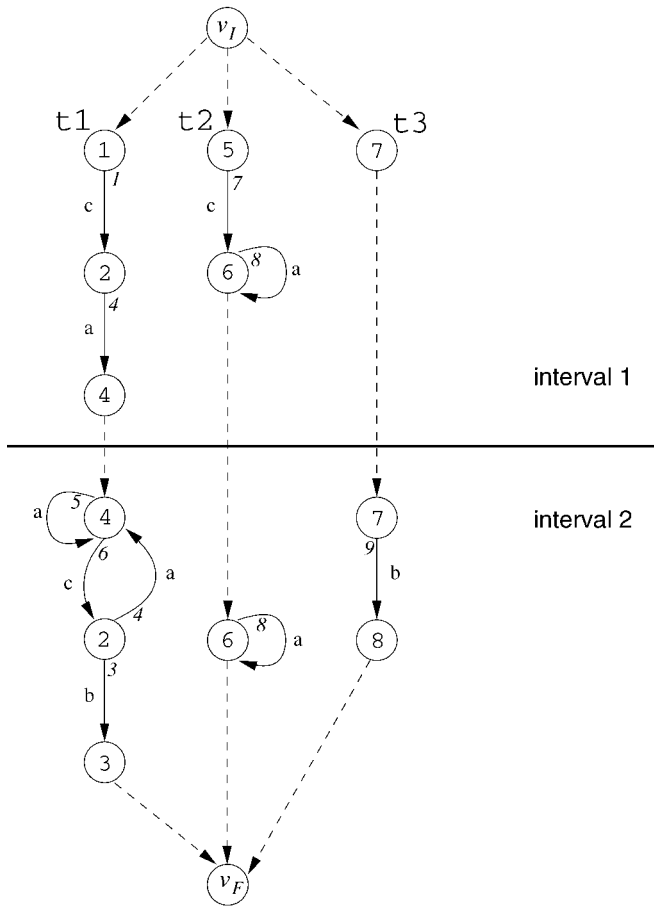 v_I
t1 t2 t3
1 5 7
1 7
c c
2 6 8 a
4
a
4
interval 1
5 4 7 interval 2
a 6 9
c a b
2 4 6 8 a 8
3
b
3
v_F